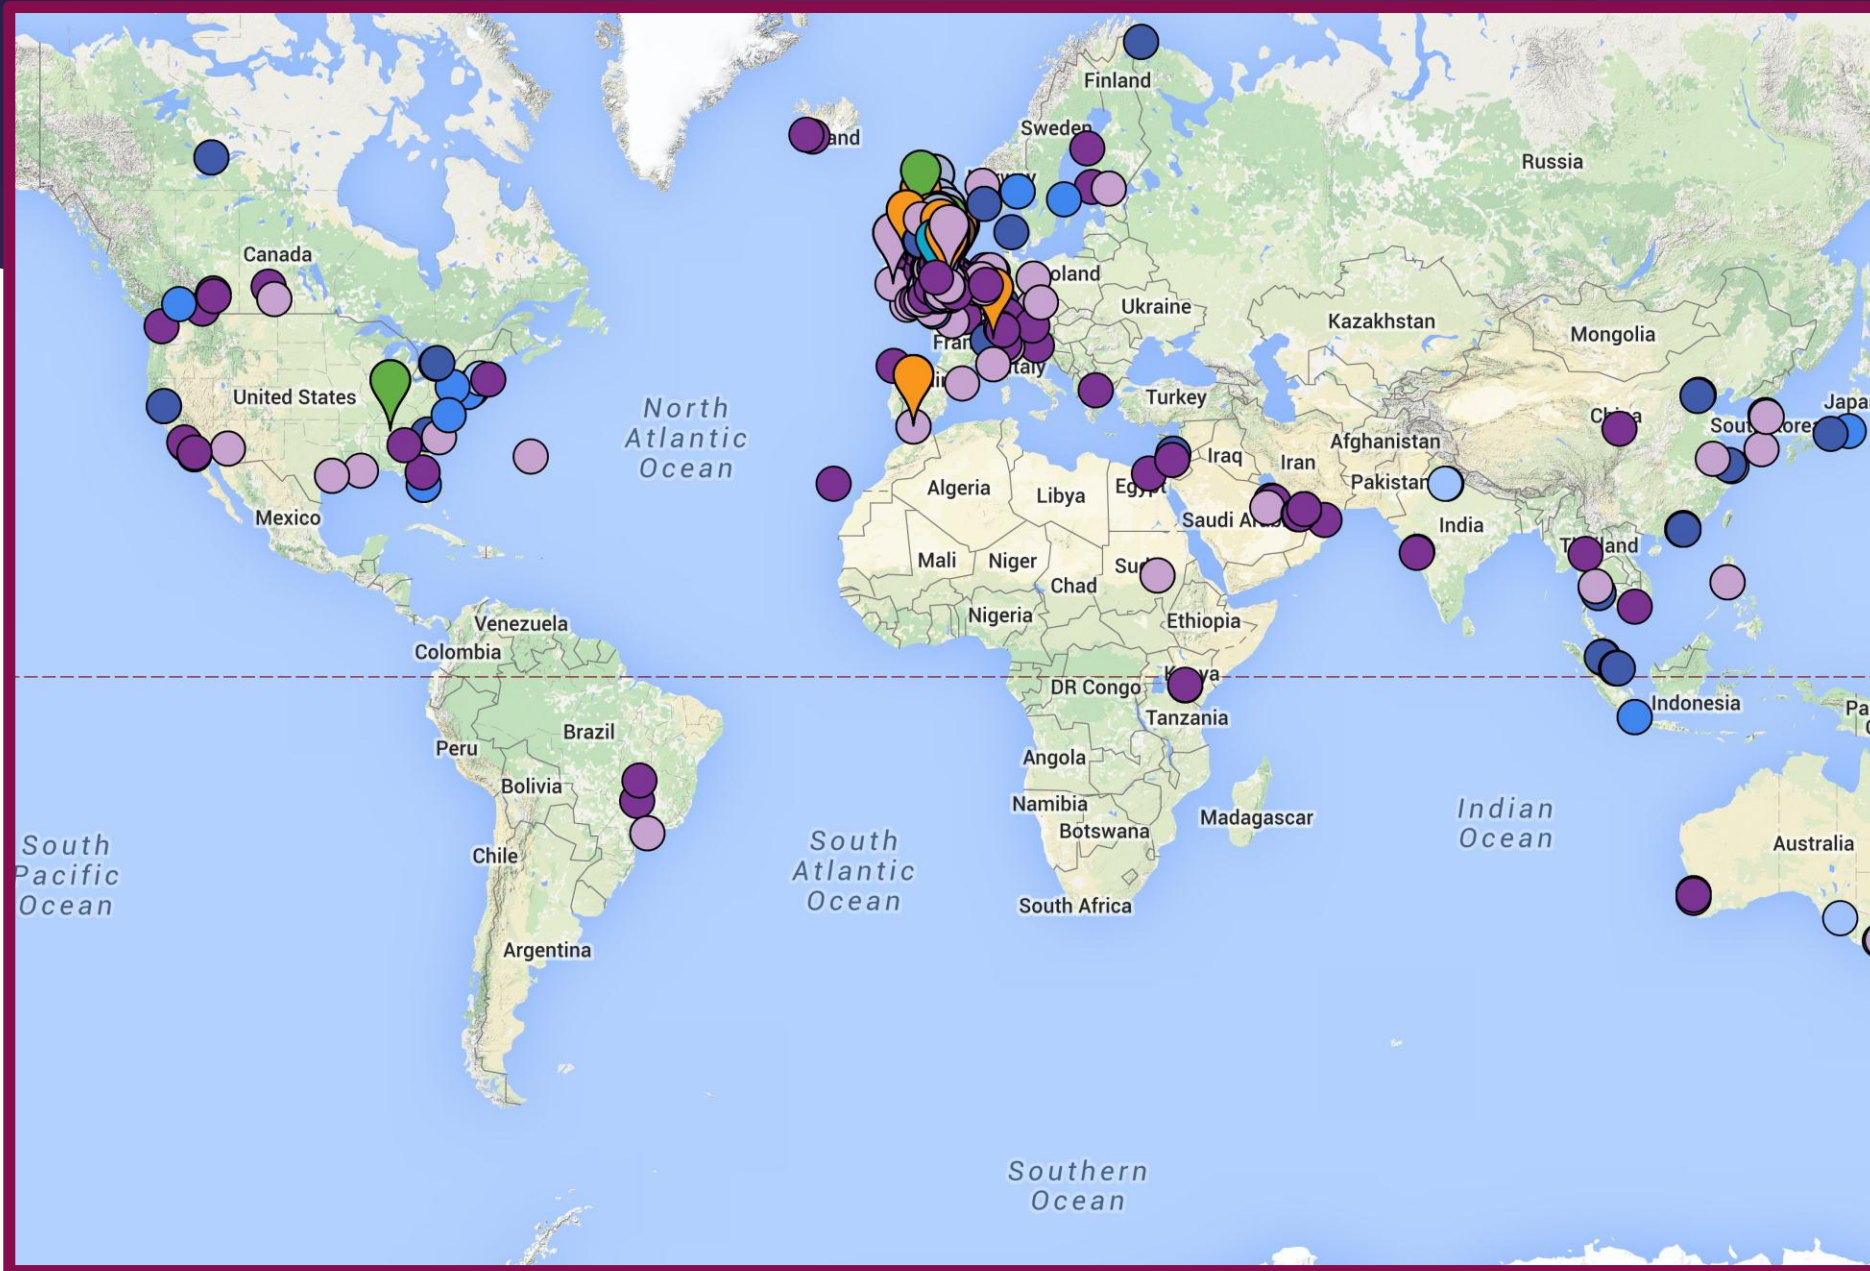 Finland
Sweden
Russia
Canada
Ukraine
Kazakhstan
Mongolia
United States
North
Atlantic
Ocean
Turkey
Afghanistan
Iraq
Iran
Pakistan
Algeria
Libya
Egypt
Mexico
India
Mali
Niger
Chad
Nigeria
Ethiopia
Venezuela
Colombia
DR Congo
Indonesia
Tanzania
Brazil
Peru
Angola
Bolivia
Namibia
Madagascar
Botswana
Indian
Ocean
South
Pacific
Ocean
South
Atlantic
Ocean
Chile
Australia
South Africa
Argentina
Southern
Ocean